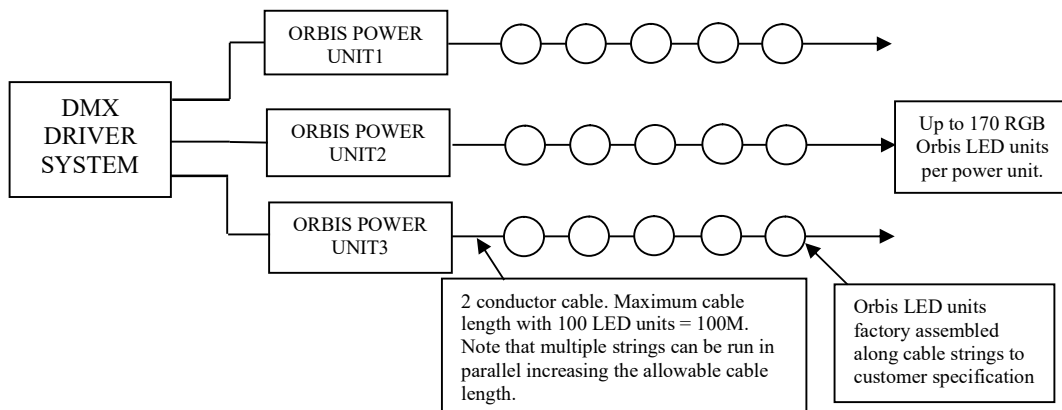 DMX
DRIVER
SYSTEM
ORBIS POWER
UNIT1
ORBIS POWER
UNIT2
ORBIS POWER
UNIT3
Up to 170 RGB
Orbis LED units
per power unit.
2 conductor cable. Maximum cable
length with 100 LED units = 100M.
Note that multiple strings can be run in
parallel increasing the allowable cable
length.
Orbis LED units
factory assembled
along cable strings to
customer specification